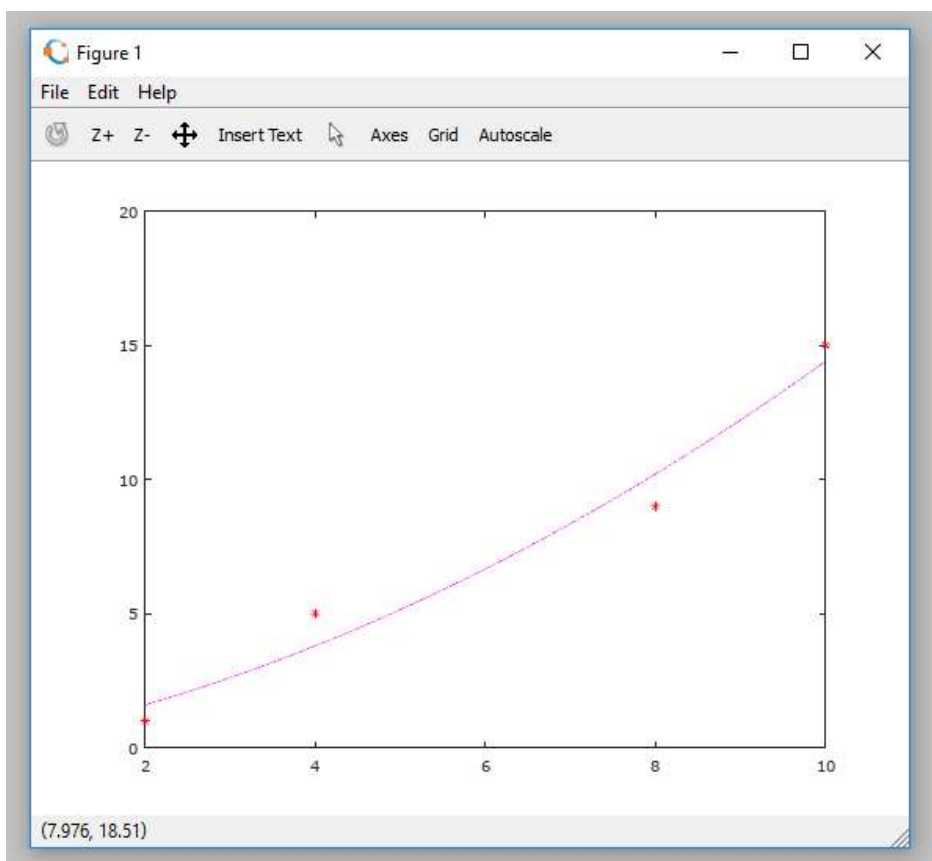 Figure 1
File Edit Help
Z+ Z- Insert Text Axes Grid Autoscale
20
15
10
5
0
2 4 6 8 10
(7.976, 18.51)